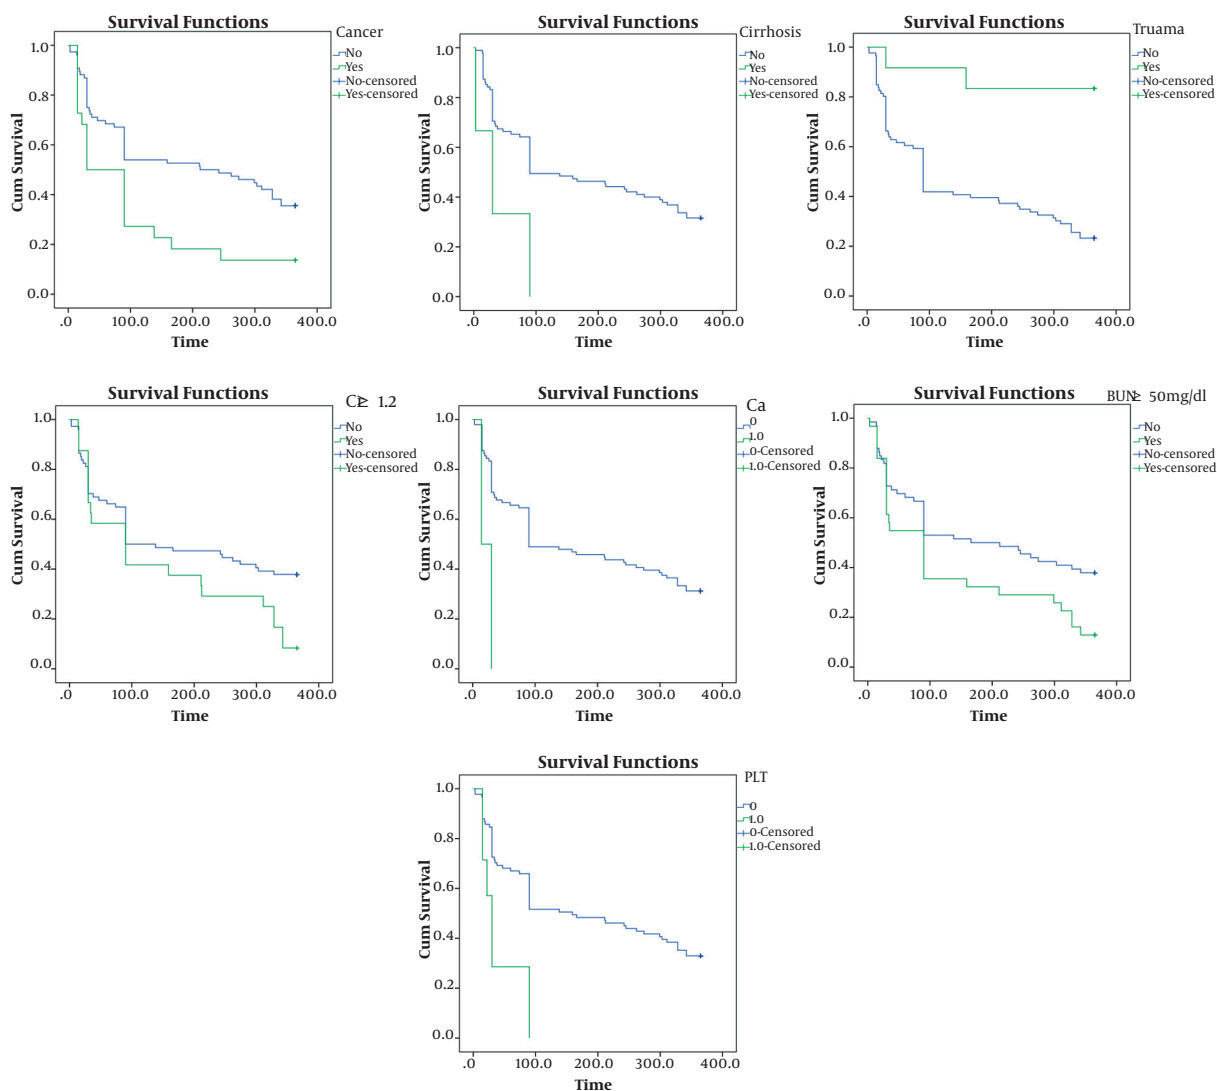 Survival Functions
Cancer
No
Yes
No-censored
Yes-censored
1.0
0.8
0.6
0.4
0.2
0.0
Cum Survival
.0 100.0 200.0 300.0 400.0
Time
Survival Functions
Cirrhosis
No
Yes
No-censored
Yes-censored
1.0
0.8
0.6
0.4
0.2
0.0
Cum Survival
.0 100.0 200.0 300.0 400.0
Time
Survival Functions
Truama
No
Yes
No-censored
Yes-censored
1.0
0.8
0.6
0.4
0.2
0.0
Cum Survival
.0 100.0 200.0 300.0 400.0
Time
Survival Functions
≥ 1.2
No
Yes
No-censored
Yes-censored
1.0
0.8
0.6
0.4
0.2
0.0
Cum Survival
.0 100.0 200.0 300.0 400.0
Time
Survival Functions
Ca
0
1.0
0-Censored
1.0-Censored
1.0
0.8
0.6
0.4
0.2
0.0
Cum Survival
.0 100.0 200.0 300.0 400.0
Time
Survival Functions
BUN≥ 50mg/dl
No
Yes
No-censored
Yes-censored
1.0
0.8
0.6
0.4
0.2
0.0
Cum Survival
.0 100.0 200.0 300.0 400.0
Time
Survival Functions
PLT
0
1.0
0-Censored
1.0-Censored
1.0
0.8
0.6
0.4
0.2
0.0
Cum Survival
.0 100.0 200.0 300.0 400.0
Time